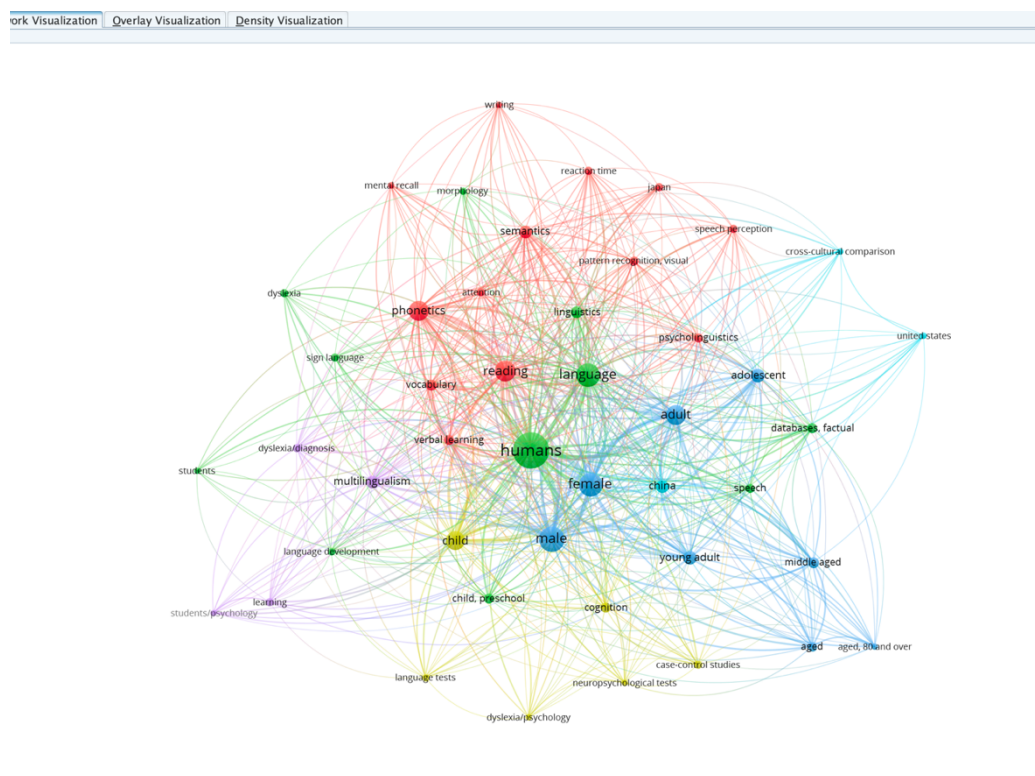 ork Visualization Overlay Visualization Density Visualization
writing
reaction time
mental recall
morphology
japan
semantics
speech perception
cross-cultural comparison
pattern recognition, visual
dyslexia
attention
phonetics
linguistics
united states
psycholinguistics
sign language
reading
language
adolescent
vocabulary
adult
databases, factual
verbal learning
dyslexia/diagnosis
humans
students
multilingualism
female
china
speech
child
male
language development
young adult
middle aged
child, preschool
learning
cognition
students/psychology
aged
aged, 80 and over
case-control studies
language tests
neuropsychological tests
dyslexia/psychology